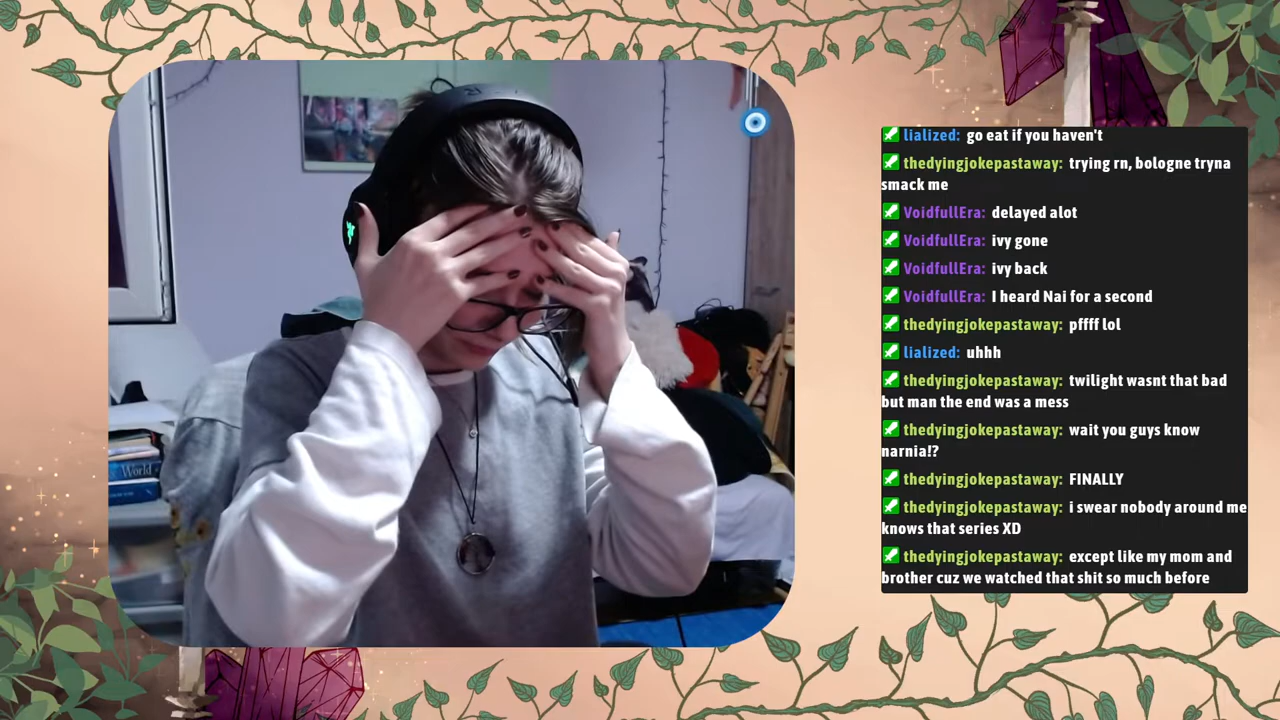 lialized: go eat if you haven't
thedyingjokepastaway: trying rn, bologne tryna
smack me
VoidfullEra: delayed alot
VoidfullEra: ivy gone
VoidfullEra: ivy back
VoidfullEra: I heard Nai for a second
thedyingjokepastaway: pffff lol
lialized: uhhh
thedyingjokepastaway: twilight wasnt that bad
but man the end was a mess
thedyingjokepastaway: wait you guys know
narnia!?
thedyingjokepastaway: FINALLY
thedyingjokepastaway: i swear nobody around me
knows that series XD
thedyingjokepastaway: except like my mom and
brother cuz we watched that shit so much before
World